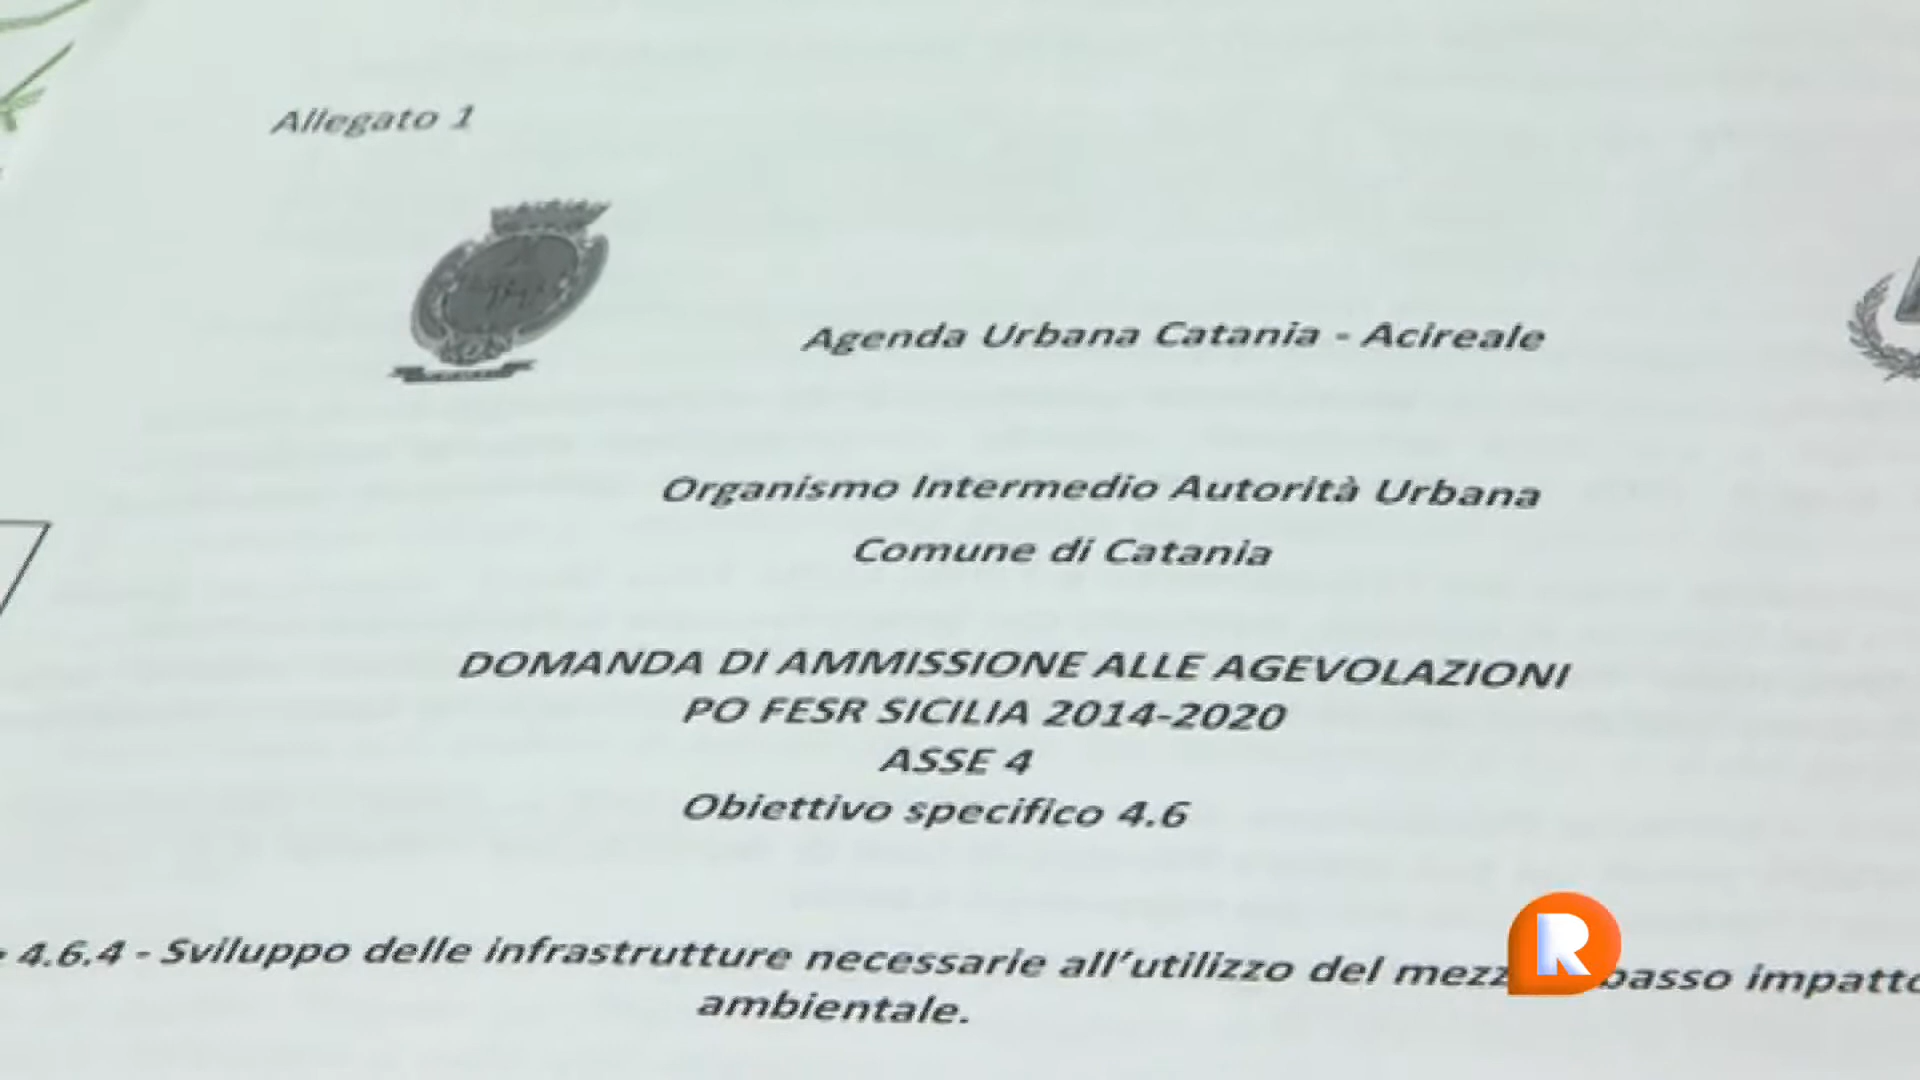 Allegato 1
Agenda Urbana Catania - Acireale
Organismo Intermedio Autorità Urbana
Comune di Catania
DOMANDA DI AMMISSIONE ALLE AGEVOLAZIONI
PO FESR SICILIA 2014-2020
ASSE 4
Obiettivo specifico 4.6
4.6.4 - Sviluppo delle infrastrutture necessarie all'utilizzo del basso impatto
ambientale.
R